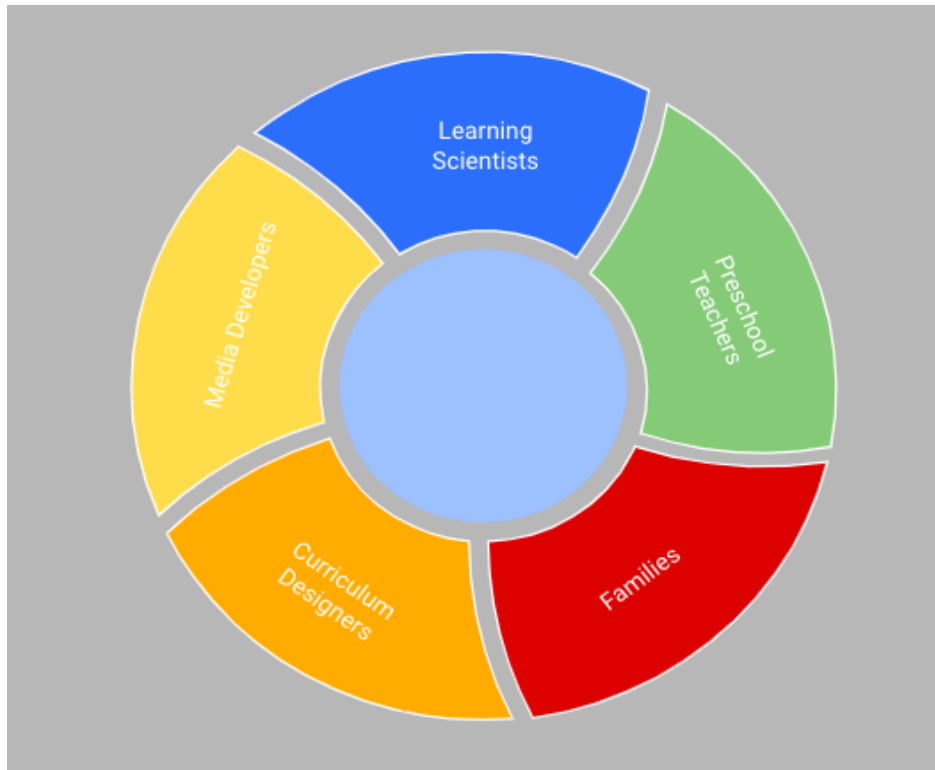 Learning
Scientists
Preschool
Teachers
Families
Curriculum
Designers
Media Developers